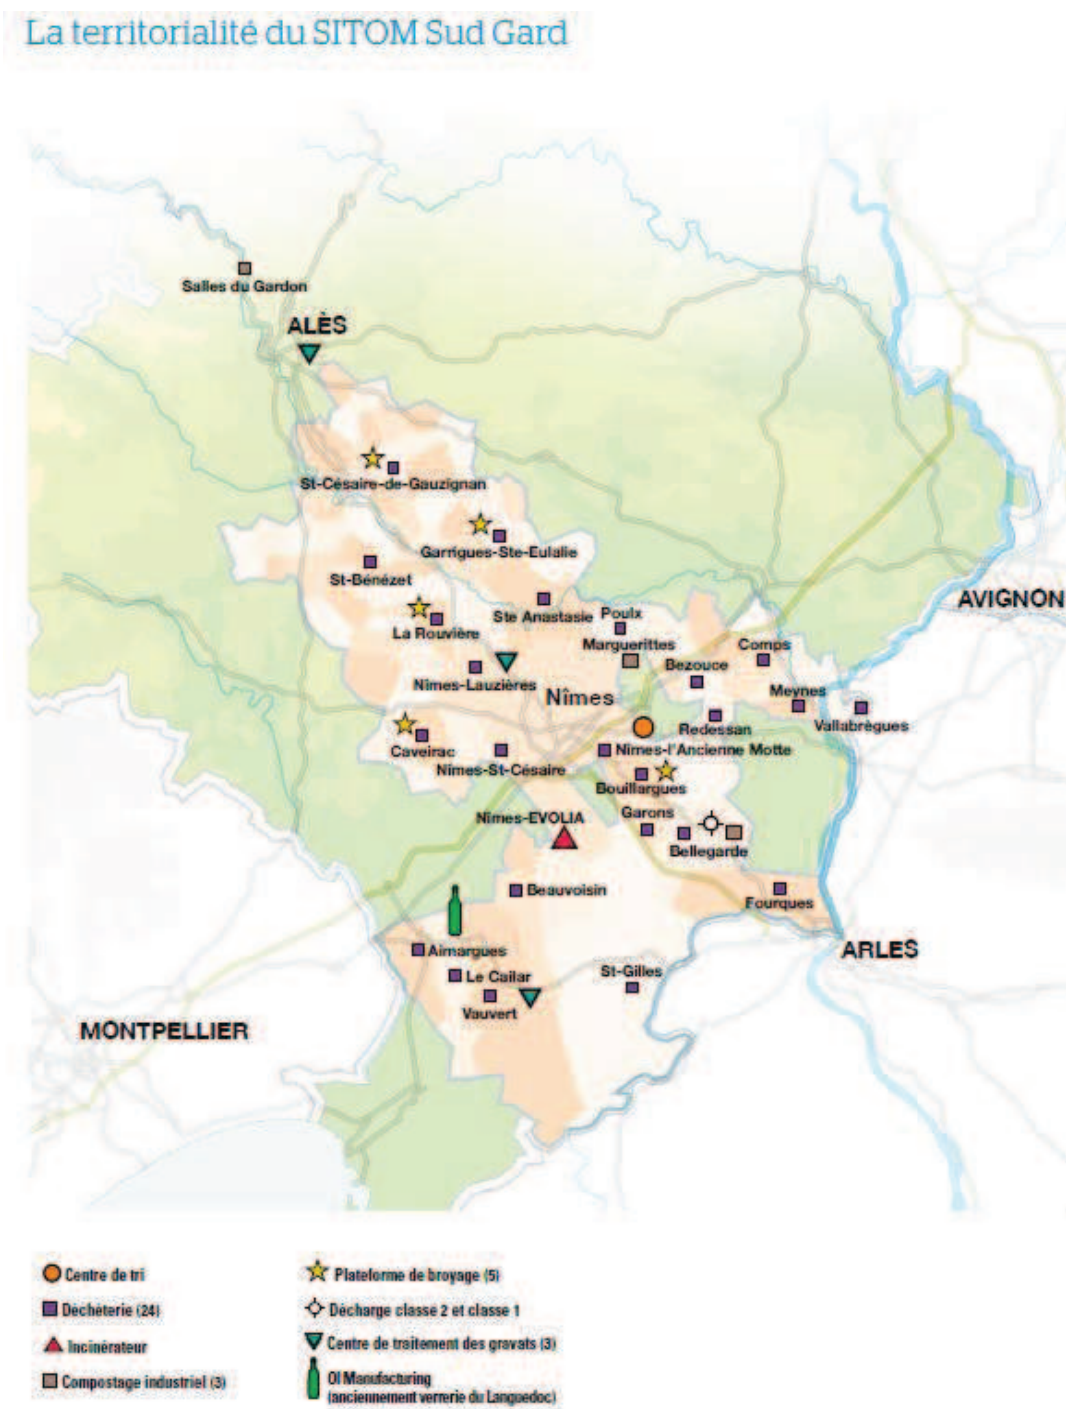 La territorialité du SITOM Sud Gard
Salles du Gardon
ALÈS
St-Césaire-de-Gauzignan
Garrigues-Ste-Eulalie
St-Bénézet
AVIGNON
Ste Anastasie
Poulx
La Rouvière
Marguerittes
Comps
Bezouce
Nîmes-Lauzières
Meynes
Nîmes
Vallabrègues
Redessan
Caveirac
Nîmes-l'Ancienne Motte
Nîmes-St-Césaire
Bouillargues
Garons
Nîmes-EVOLIA
Bellegarde
Beauvoisin
Fourques
Aimargues
ARLES
Le Cailar
St-Gilles
Vauvert
MONTPELLIER
Centre de tri
Déchèterie (24)
Incinérateur
Compostage industriel (3)
Plateforme de broyage (5)
Décharge classe 2 et classe 1
Centre de traitement des gravats (3)
OI Manufacturing
(anciennement verrerie du Languedoc)